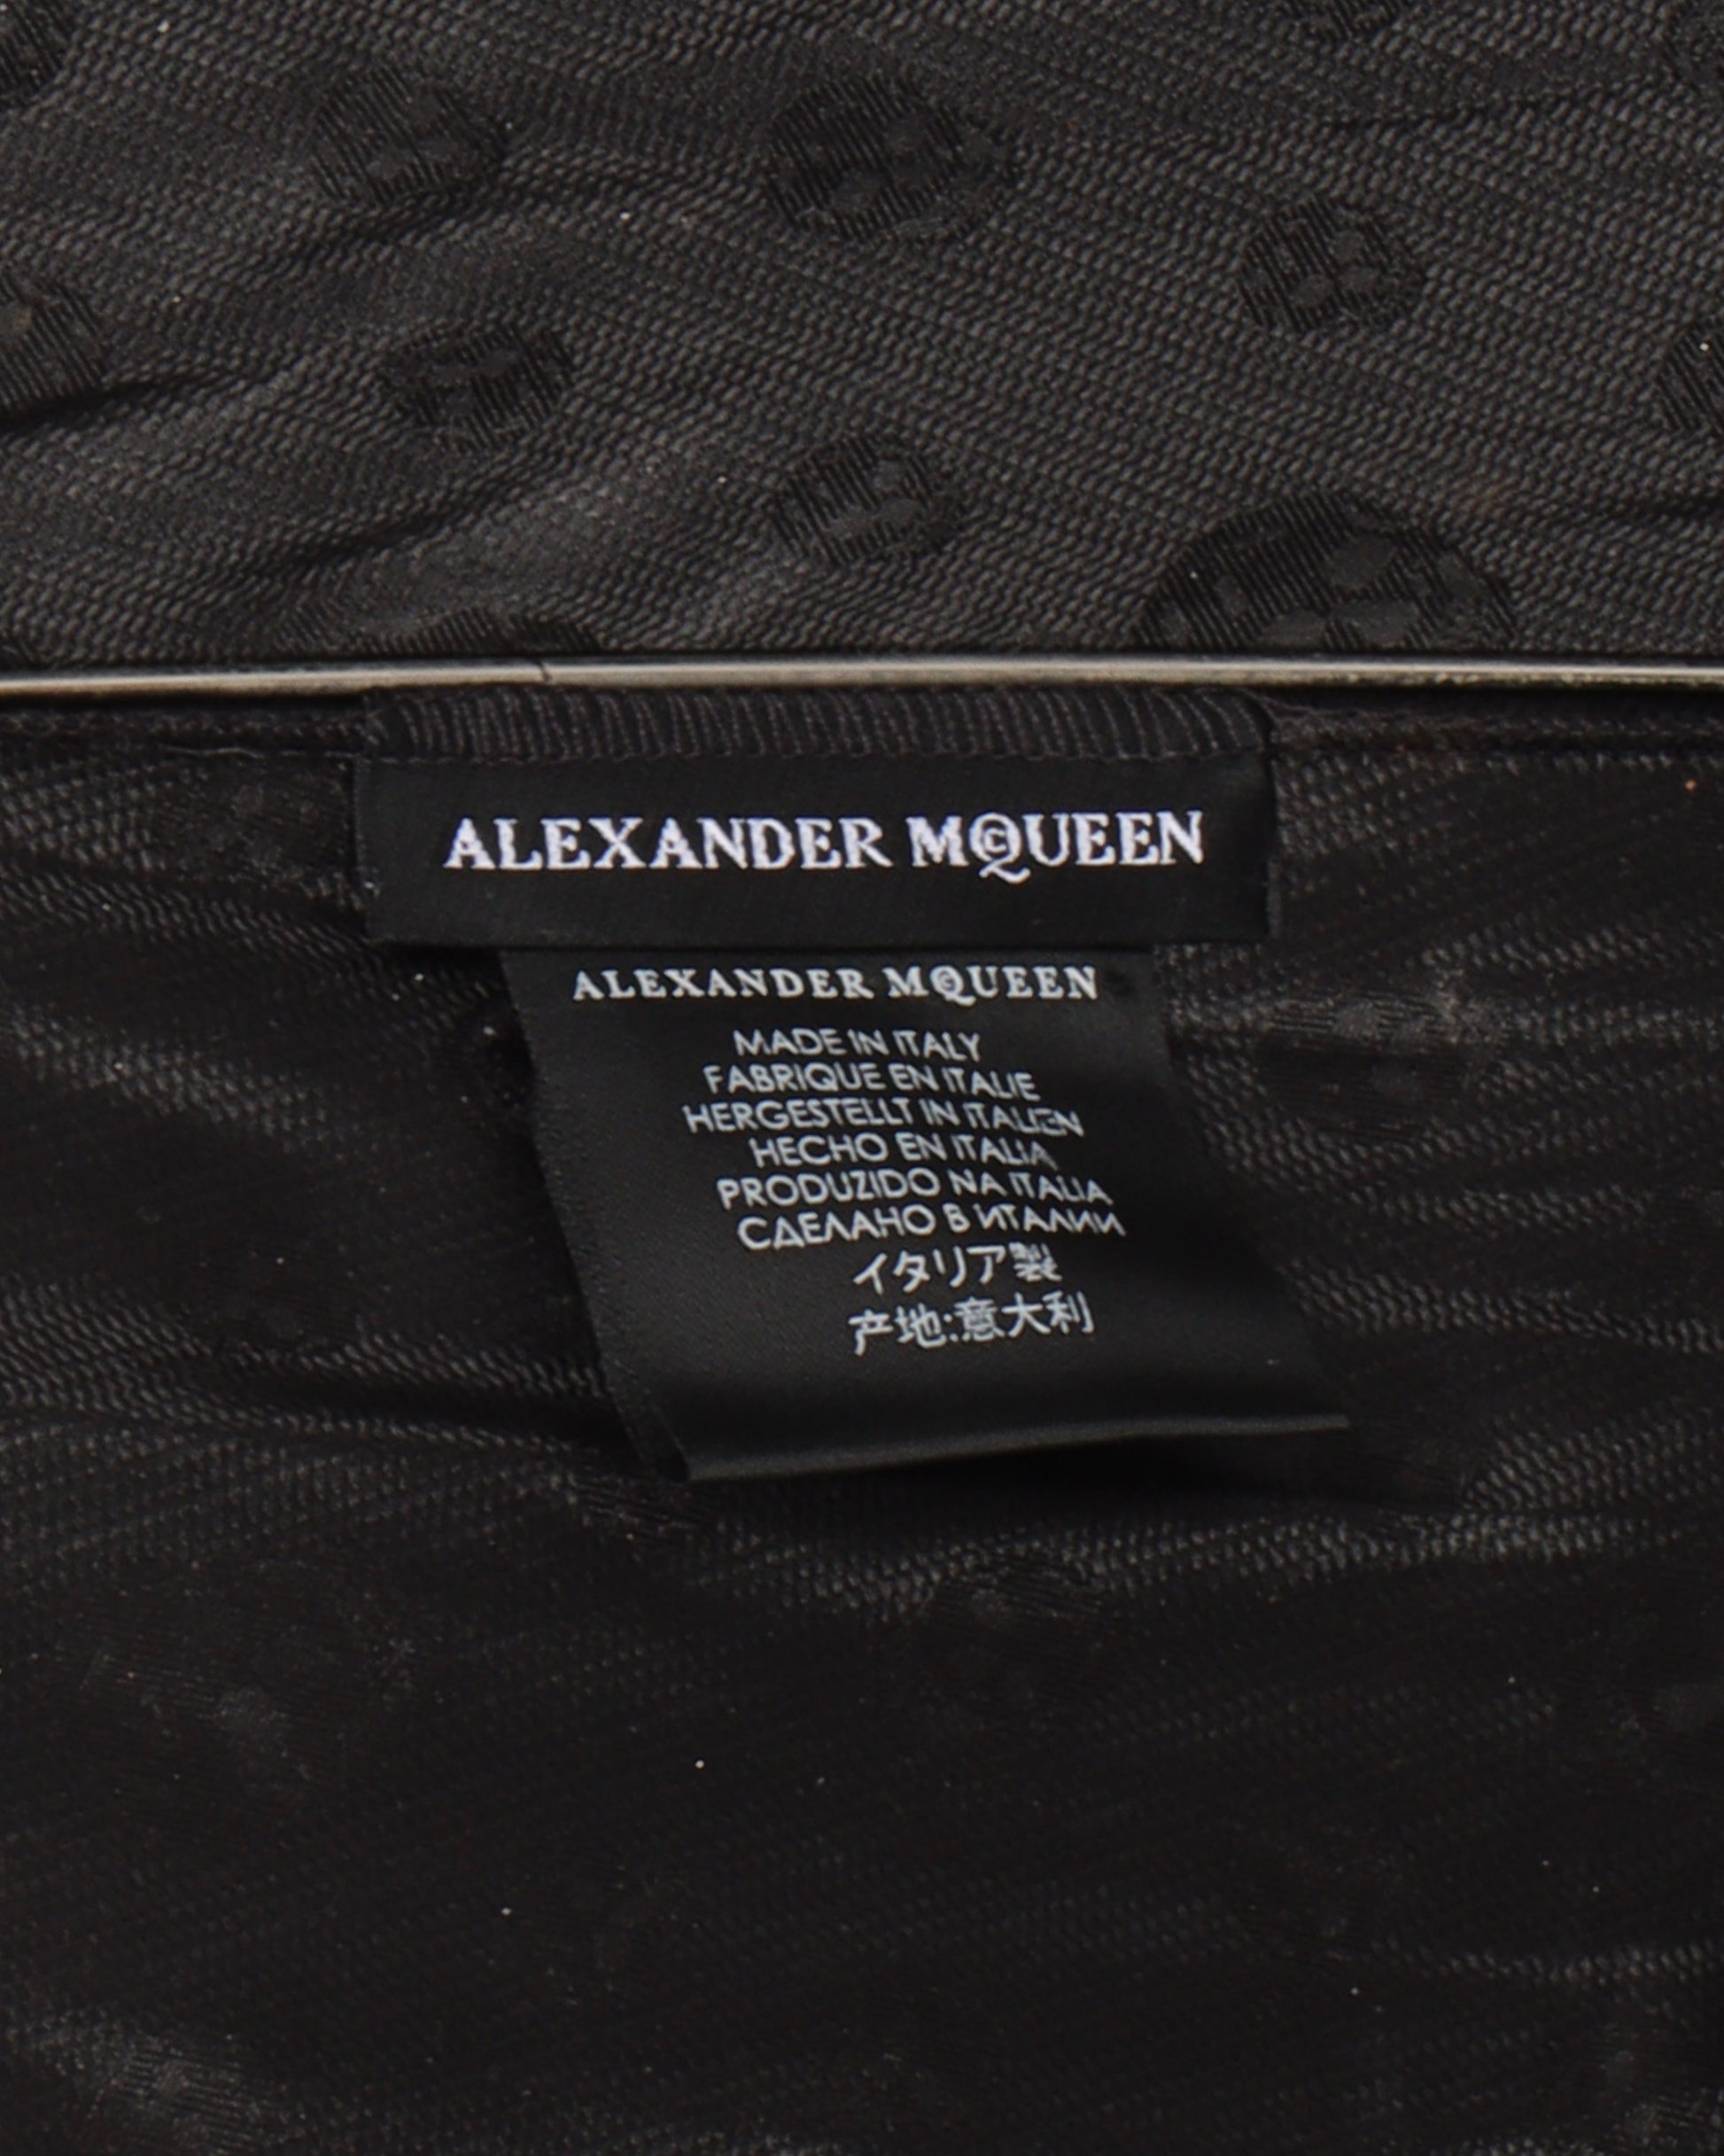 ALEXANDER MCQUEEN
ALEXANDER MCQUEEN
MADE IN ITALY
FABRIQUE EN ITALIE
HERGESTELLT IN ITALIEN
HECHO EN ITALIA
PRODUZIDO NA ITALIA
СДЕЛАНО В ИТАЛИИ
イタリア製
产地:意大利